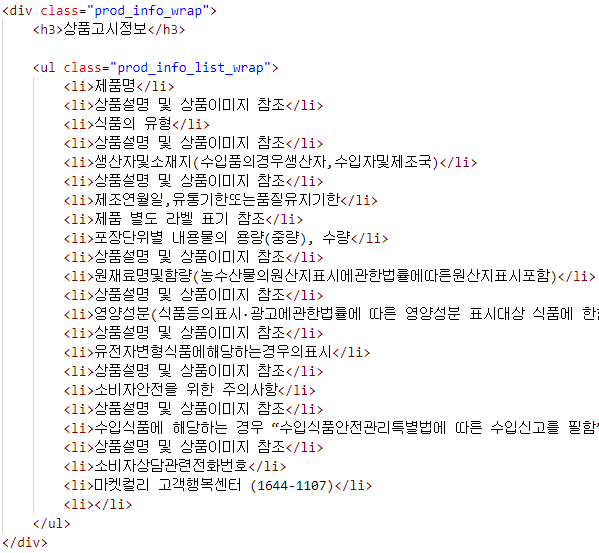 <div class="prod_info_wrap">
<h3>상품고시정보</h3>
<ul class="prod_info_list_wrap">
<li>제품명</li>
<li>상품설명 및 상품이미지 참조</li>
<li>식품의 유형</li>
<li>상품설명 및 상품이미지 참조</li>
<li>생산자및소재지(수입품의경우생산자,수입자및제조국)</li>
<li>상품설명 및 상품이미지 참조</li>
<li>제조연월일,유통기한또는품질유지기한</li>
<li>제품 별도 라벨 표기 참조</li>
<li>포장단위별 내용물의 용량(중량), 수량</li>
<li>상품설명 및 상품이미지 참조</li>
<li>원재료명및함량(농수산물의원산지표시에관한법률에따른원산지표시포함)</li>
<li>상품설명 및 상품이미지 참조</li>
<li>영양성분(식품등의표시·광고에관한법률에 따른 영양성분 표시대상 식품에 한함
<li>상품설명 및 상품이미지 참조</li>
<li>유전자변형식품에해당하는경우의표시</li>
<li>상품설명 및 상품이미지 참조</li>
<li>소비자안전을 위한 주의사항</li>
<li>상품설명 및 상품이미지 참조</li>
<li>수입식품에 해당하는 경우 “수입식품안전관리특별법에 따른 수입신고를 필함”
<li>상품설명 및 상품이미지 참조</li>
<li>소비자상담관련전화번호</li>
<li>마켓컬리 고객행복센터 (1644-1107)</li>
<li></li>
</ul>
</div>